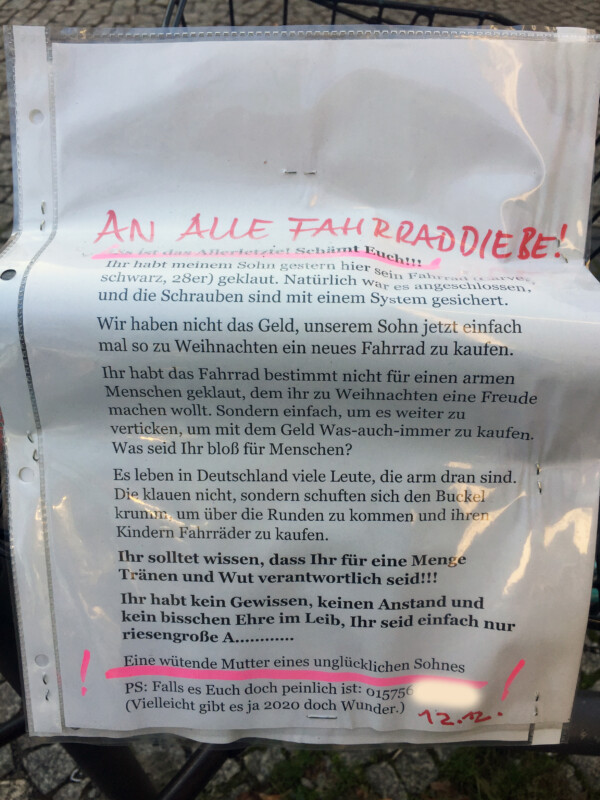 AN ALLE FAHRRADDIEBE!
ist das Allerletzte! Schämt Euch!!!
Ihr habt meinem Sohn gestern hier sein Fahrrad
schwarz, 28er) geklaut. Natürlich war es angeschlossen,
und die Schrauben sind mit einem System gesichert.
Wir haben nicht das Geld, unserem Sohn jetzt einfach
mal so zu Weihnachten ein neues Fahrrad zu kaufen.
Ihr habt das Fahrrad bestimmt nicht für einen armen
Menschen geklaut, dem ihr zu Weihnachten eine Freude
machen wollt. Sondern einfach, um es weiter zu
verticken, um mit dem Geld Was-auch-immer zu kaufen.
Was seid Ihr bloß für Menschen?
Es leben in Deutschland viele Leute, die arm dran sind.
Die klauen nicht, sondern schuften sich den Buckel
krumm, um über die Runden zu kommen und ihren
Kindern Fahrräder zu kaufen.
Ihr solltet wissen, dass Ihr für eine Menge
Tränen und Wut verantwortlich seid!!!
Ihr habt kein Gewissen, keinen Anstand und
kein bisschen Ehre im Leib, Ihr seid einfach nur
riesengroße A............
! Eine wütende Mutter eines unglücklichen Sohnes !
PS: Falls es Euch doch peinlich ist: 015756
(Vielleicht gibt es ja 2020 doch Wunder.) 12.12.